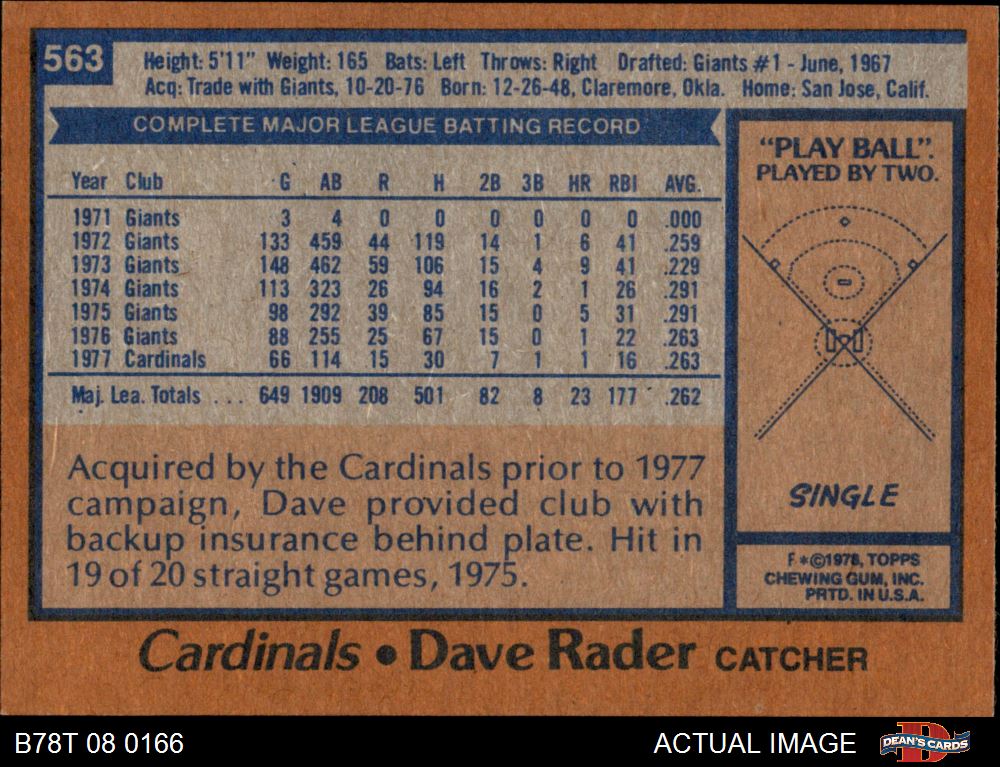 563
Height: 5'11" Weight: 165 Bats: Left Throws: Right Drafted: Giants #1 - June, 1967
Acq: Trade with Giants, 10-20-76 Born: 12-26-48, Claremore, Okla. Home: San Jose, Calif.
COMPLETE MAJOR LEAGUE BATTING RECORD
Year Club G AB R H 2B 3B HR RBI AVG.
1971 Giants 3 4 0 0 0 0 0 0 .000
1972 Giants 133 459 44 119 14 1 6 41 .259
1973 Giants 148 462 59 106 15 4 9 41 .229
1974 Giants 113 323 26 94 16 2 1 26 .291
1975 Giants 98 292 39 85 15 0 5 31 .291
1976 Giants 88 255 25 67 15 0 1 22 .263
1977 Cardinals 66 114 15 30 7 1 1 16 .263
Maj. Lea. Totals ... 649 1909 208 501 82 8 23 177 .262
Acquired by the Cardinals prior to 1977
campaign, Dave provided club with
backup insurance behind plate. Hit in
19 of 20 straight games, 1975.
"PLAY BALL".
PLAYED BY TWO.
SINGLE
F *©1978, TOPPS
CHEWING GUM, INC.
PRTD. IN U.S.A.
Cardinals • Dave Rader CATCHER
B78T 08 0166
ACTUAL IMAGE
D
DEAN'S CARDS